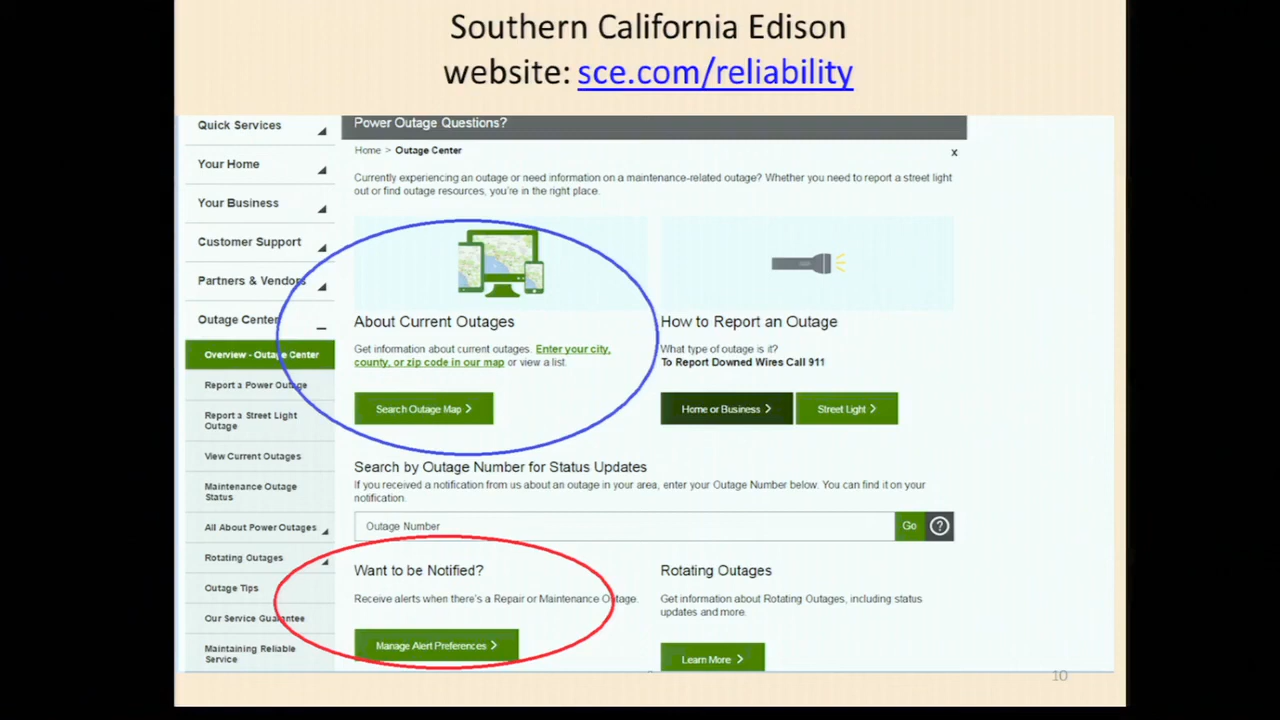 Southern California Edison
website: sce.com/reliability
Quick Services
Your Home
Your Business
Customer Support
Partners & Vendors
Outage Center
Overview - Outage Center
Report a Power Outage
Report a Street Light
Outage
View Current Outages
Maintenance Outage
Status
All About Power Outages
Rotating Outages
Outage Tips
Our Service Guarantee
Maintaining Reliable
Service
Power Outage Questions?
Home > Outage Center
x
Currently experiencing an outage or need information on a maintenance-related outage? Whether you need to report a street light
out or find outage resources, you're in the right place.
About Current Outages
Get information about current outages. Enter your city,
county, or zip code in our map or view a list.
Search Outage Map >
How to Report an Outage
What type of outage is it?
To Report Downed Wires Call 911
Home or Business >
Street Light >
Search by Outage Number for Status Updates
If you received a notification from us about an outage in your area, enter your Outage Number below. You can find it on your
notification.
Outage Number
Go
?
Want to be Notified?
Receive alerts when there's a Repair or Maintenance Outage.
Manage Alert Preferences >
Rotating Outages
Get information about Rotating Outages, including status
updates and more.
Learn More >
10